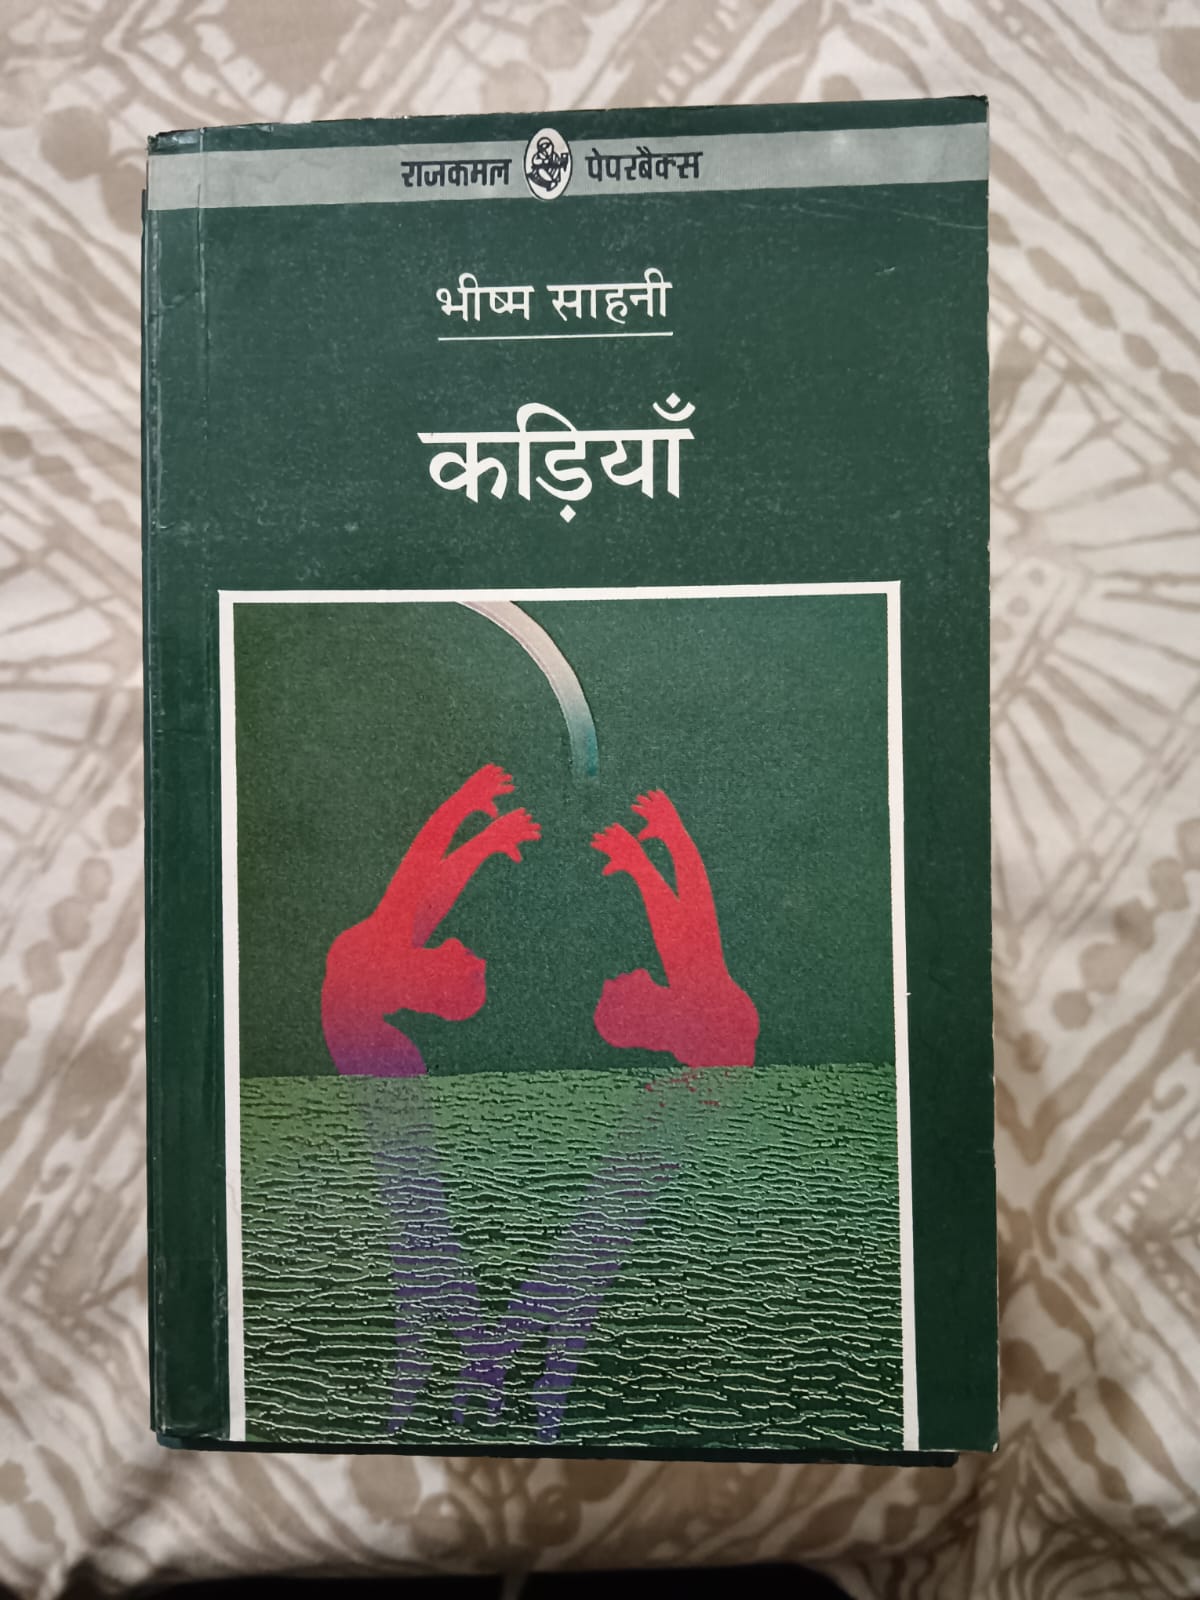 राजकमल पेपरबैक्स
भीष्म साहनी
कड़ियाँ